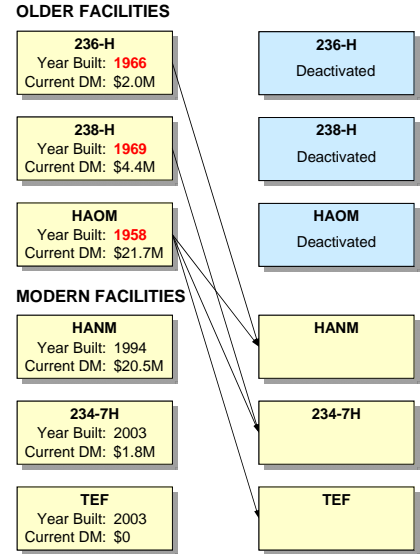 OLDER FACILITIES
236-H
Year Built: 1966
Current DM: $2.0M
236-H
Deactivated
238-H
Year Built: 1969
Current DM: $4.4M
238-H
Deactivated
HAOM
Year Built: 1958
Current DM: $21.7M
HAOM
Deactivated
MODERN FACILITIES
HANM
Year Built: 1994
Current DM: $20.5M
HANM
234-7H
Year Built: 2003
Current DM: $1.8M
234-7H
TEF
Year Built: 2003
Current DM: $0
TEF